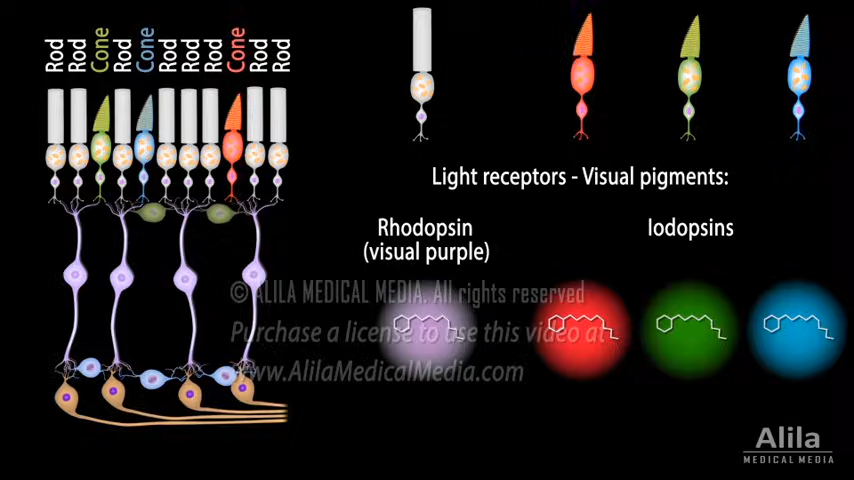 Rod
Rod
Cone
Rod
Cone
Rod
Rod
Rod
Cone
Rod
Rod
Light receptors - Visual pigments:
Rhodopsin
(visual purple)
Iodopsins
© ALILA MEDICAL MEDIA. All rights reserved
Purchase a license to use this video at
www.AlilaMedicalMedia.com
Alila
MEDICAL MEDIA